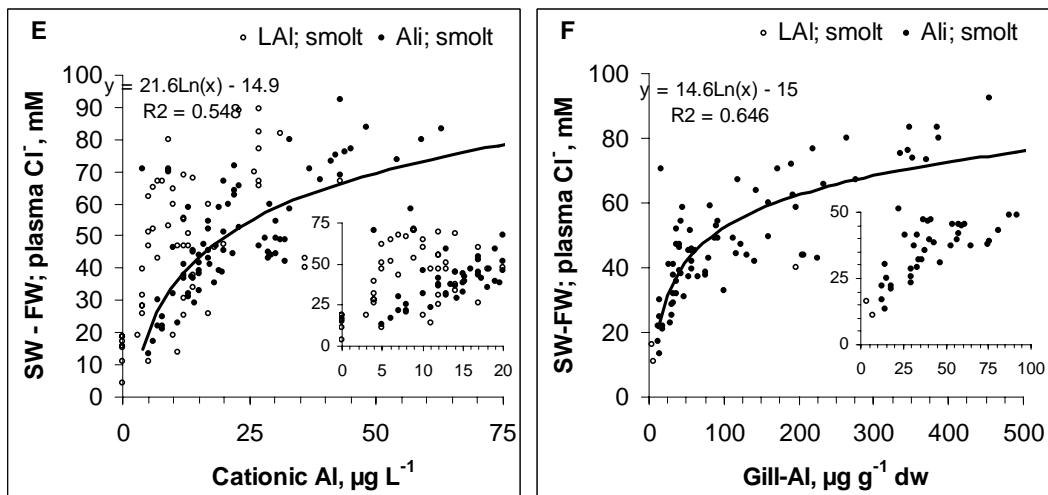 E
LAl; smolt
Ali; smolt
y = 21.6Ln(x) - 14.9
R2 = 0.548
SW - FW; plasma Cl⁻, mM
100
90
80
70
60
50
40
30
20
10
0
0 25 50 75
75
50
25
0
0 5 10 15 20
Cationic Al, µg L⁻¹
F
LAl; smolt
Ali; smolt
y = 14.6Ln(x) - 15
R2 = 0.646
SW-FW; plasma Cl⁻, mM
100
80
60
40
20
0
0 100 200 300 400 500
50
25
0
0 25 50 75 100
Gill-Al, µg g⁻¹ dw